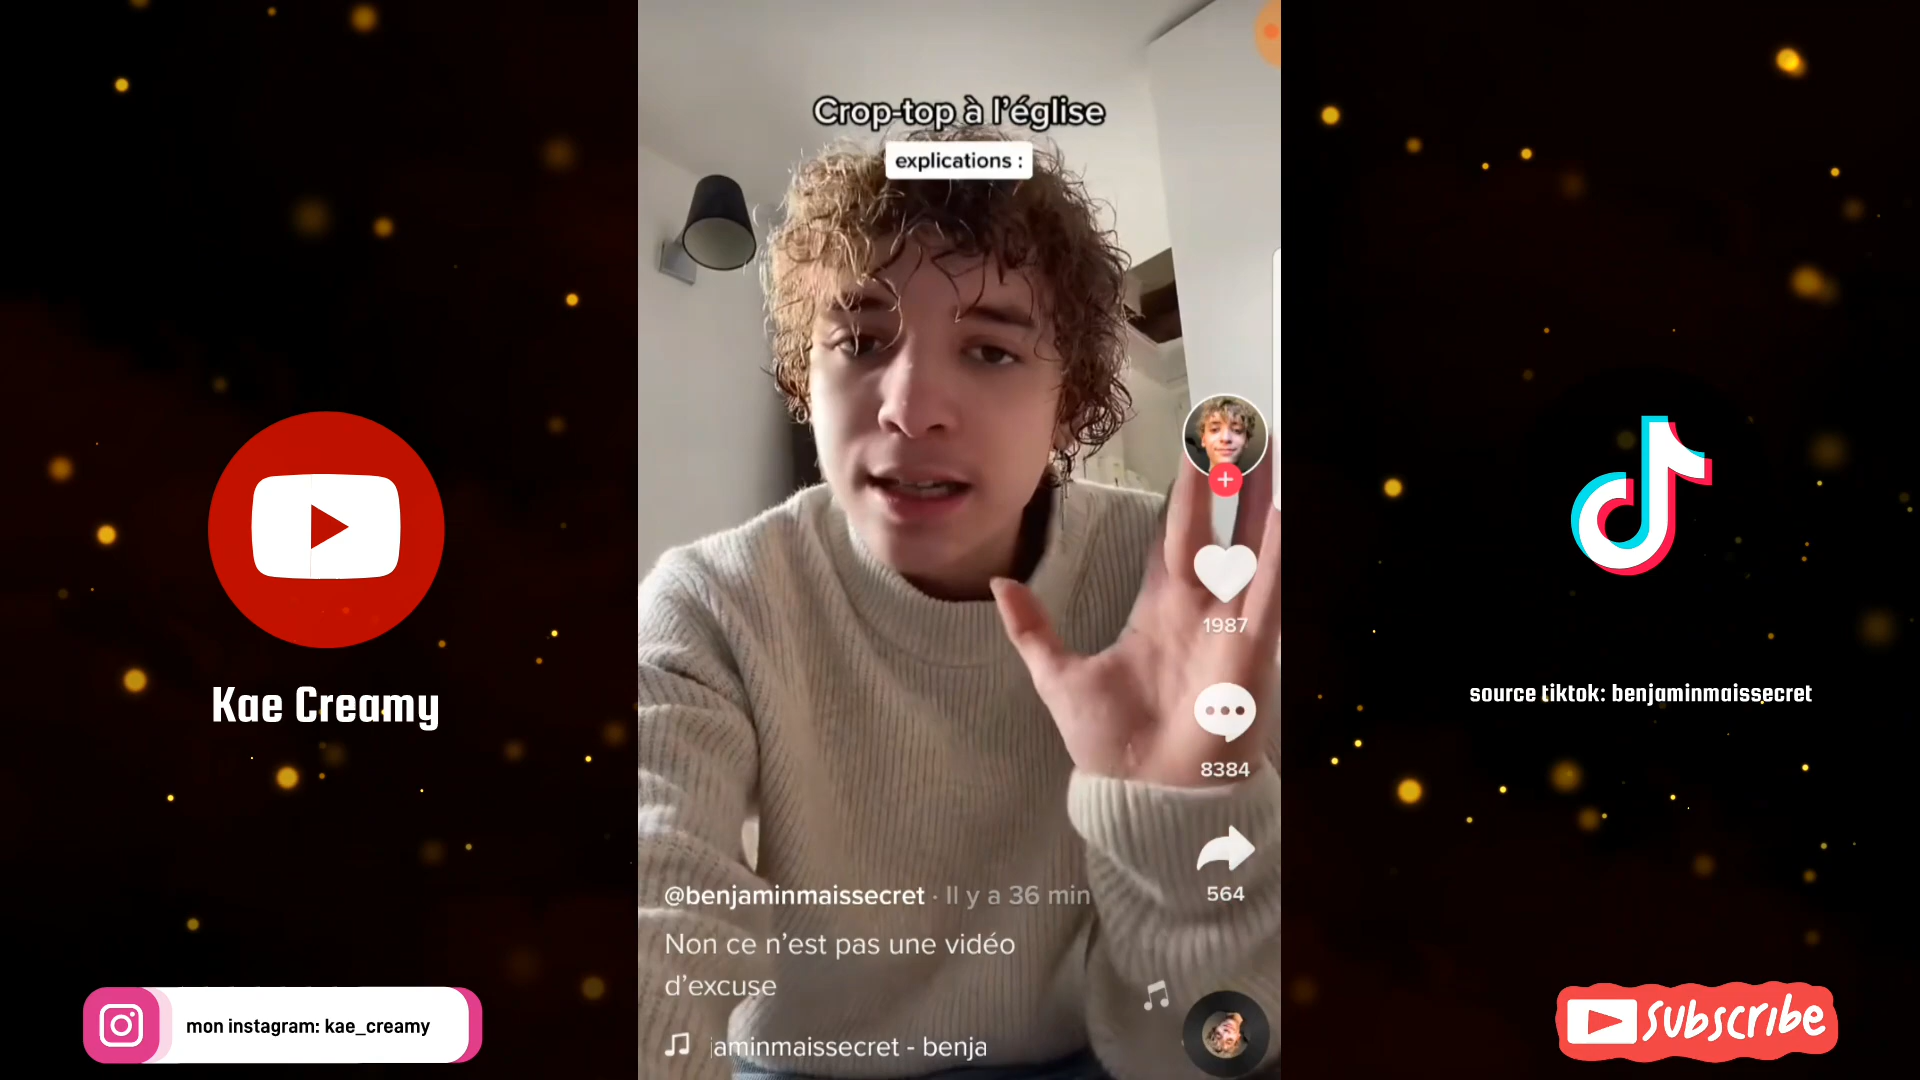 Crop-top à l'église
explications :
1987
8384
564
@benjaminmaissecret · Il y a 36 min
Non ce n'est pas une vidéo
d'excuse
aminmaissecret - benja
Kae Creamy
mon instagram: kae_creamy
source tiktok: benjaminmaissecret
subscribe